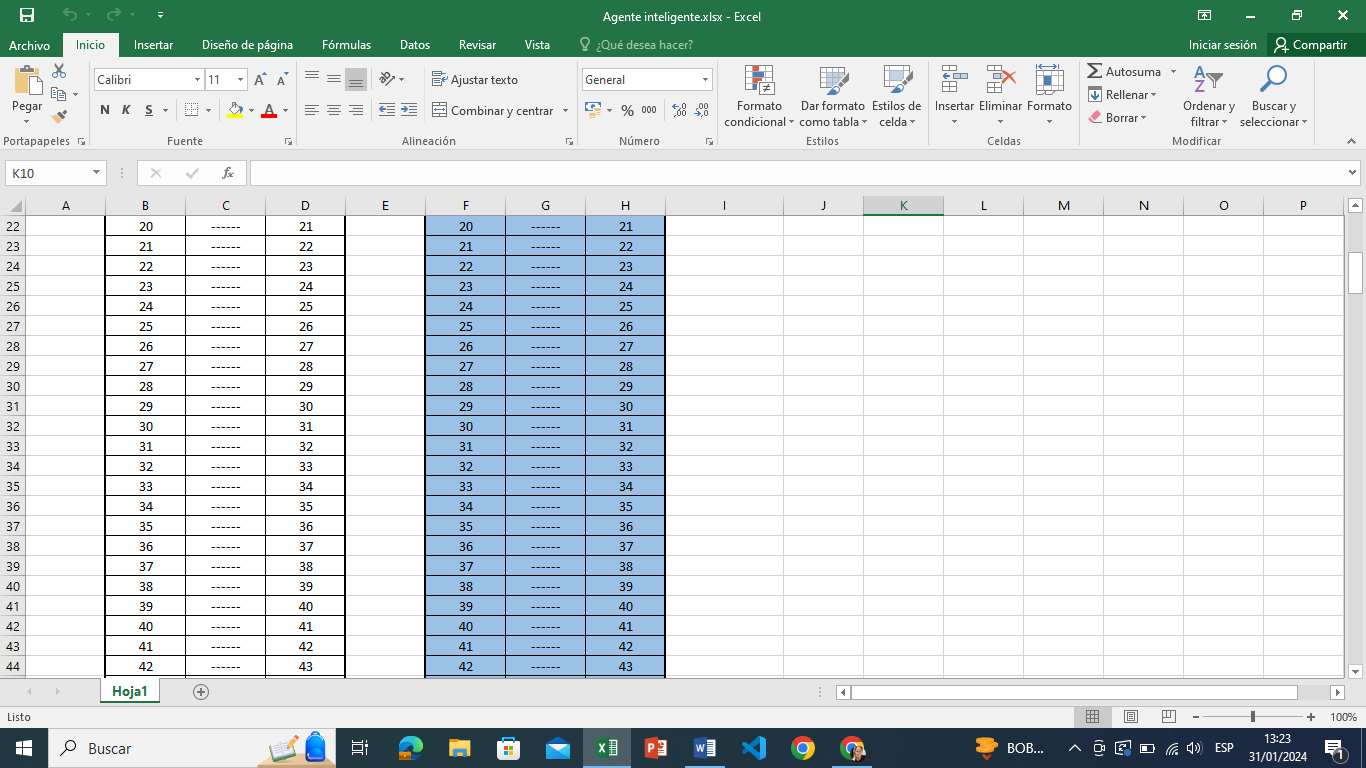 Agente inteligente.xlsx - Excel
Archivo Inicio Insertar Diseño de página Fórmulas Datos Revisar Vista ¿Qué desea hacer? Iniciar sesión Compartir
Pegar
Calibri 11
N K S
Ajustar texto
Combinar y centrar
General
% 000
Formato condicional
Dar formato como tabla
Estilos de celda
Insertar Eliminar Formato
Autosuma
Rellenar
Borrar
Ordenar y filtrar
Buscar y seleccionar
Portapapeles Fuente Alineación Número Estilos Celdas Modificar
K10 fx
A B C D E F G H I J K L M N O P
22 20 ------ 21 20 ------ 21
23 21 ------ 22 21 ------ 22
24 22 ------ 23 22 ------ 23
25 23 ------ 24 23 ------ 24
26 24 ------ 25 24 ------ 25
27 25 ------ 26 25 ------ 26
28 26 ------ 27 26 ------ 27
29 27 ------ 28 27 ------ 28
30 28 ------ 29 28 ------ 29
31 29 ------ 30 29 ------ 30
32 30 ------ 31 30 ------ 31
33 31 ------ 32 31 ------ 32
34 32 ------ 33 32 ------ 33
35 33 ------ 34 33 ------ 34
36 34 ------ 35 34 ------ 35
37 35 ------ 36 35 ------ 36
38 36 ------ 37 36 ------ 37
39 37 ------ 38 37 ------ 38
40 38 ------ 39 38 ------ 39
41 39 ------ 40 39 ------ 40
42 40 ------ 41 40 ------ 41
43 41 ------ 42 41 ------ 42
44 42 ------ 43 42 ------ 43
Hoja1
Listo 100%
Buscar BOB... ESP 13:23
31/01/2024 1